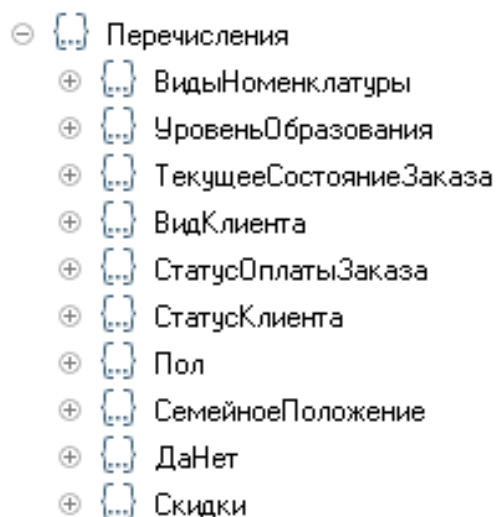 Перечисления
ВидыНоменклатуры
УровеньОбразования
ТекущееСостояниеЗаказа
ВидКлиента
СтатусОплатыЗаказа
СтатусКлиента
Пол
СемейноеПоложение
ДаНет
Скидки